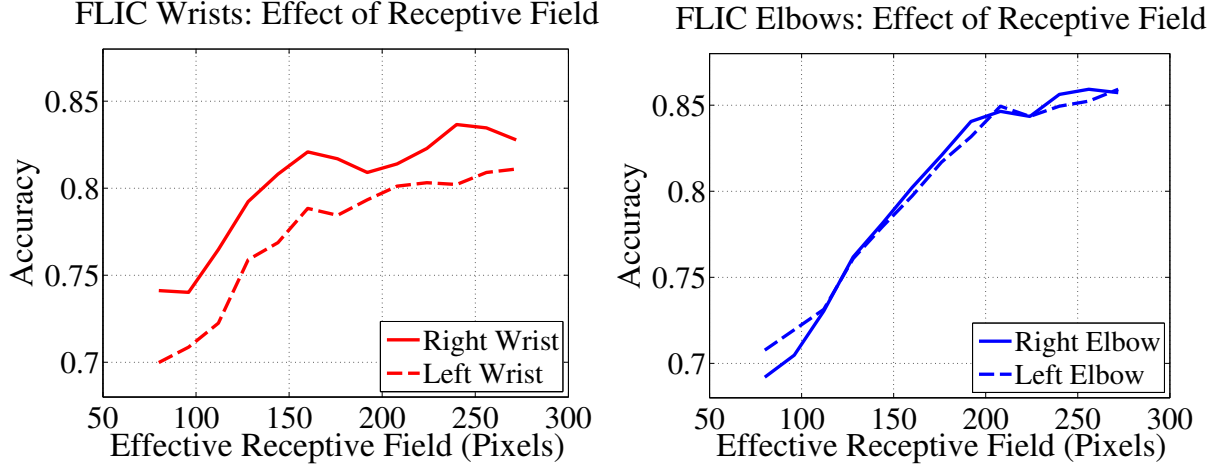 FLIC Wrists: Effect of Receptive Field
0.85
0.8
0.75
0.7
Accuracy
Right Wrist
Left Wrist
50 100 150 200 250 300
Effective Receptive Field (Pixels)
FLIC Elbows: Effect of Receptive Field
0.85
0.8
0.75
0.7
Accuracy
Right Elbow
Left Elbow
50 100 150 200 250 300
Effective Receptive Field (Pixels)